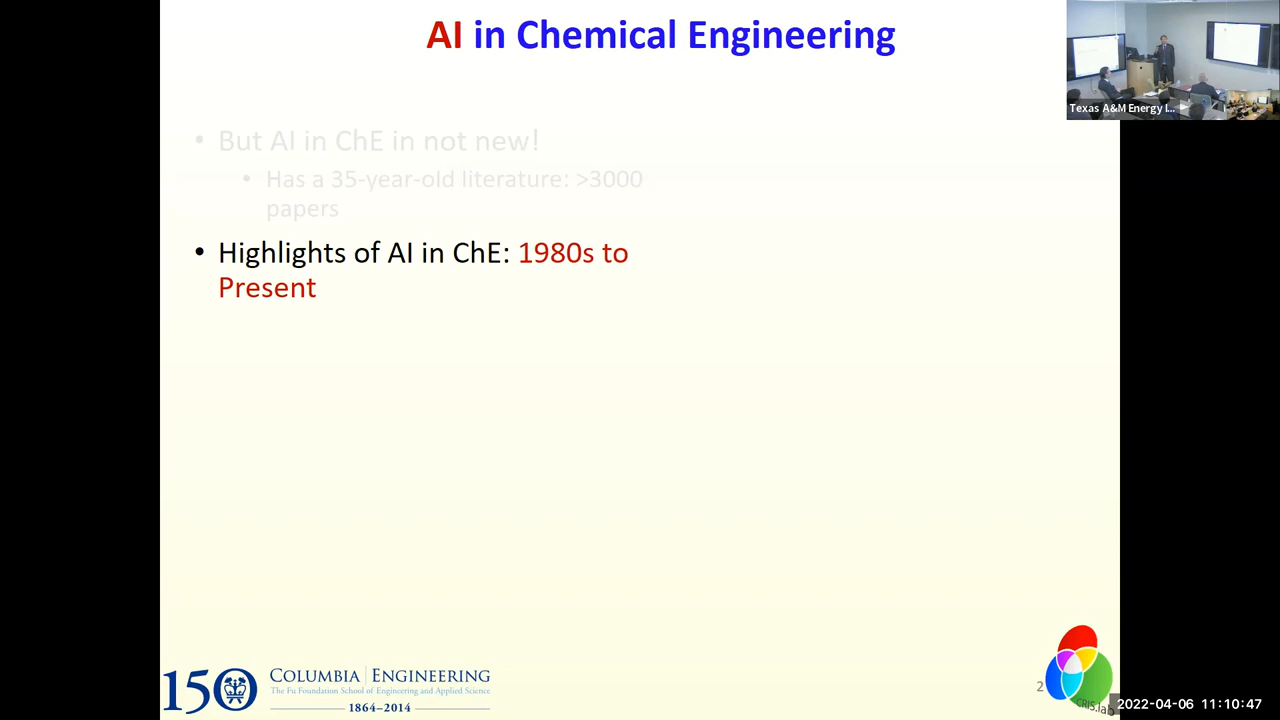 AI in Chemical Engineering
Texas A&M Energy I...
• But AI in ChE in not new!
• Has a 35-year-old literature: >3000
papers
• Highlights of AI in ChE: 1980s to
Present
150
COLUMBIA | ENGINEERING
The Fu Foundation School of Engineering and Applied Science
1864–2014
2
CRIS.lab
2022-04-06 11:10:47